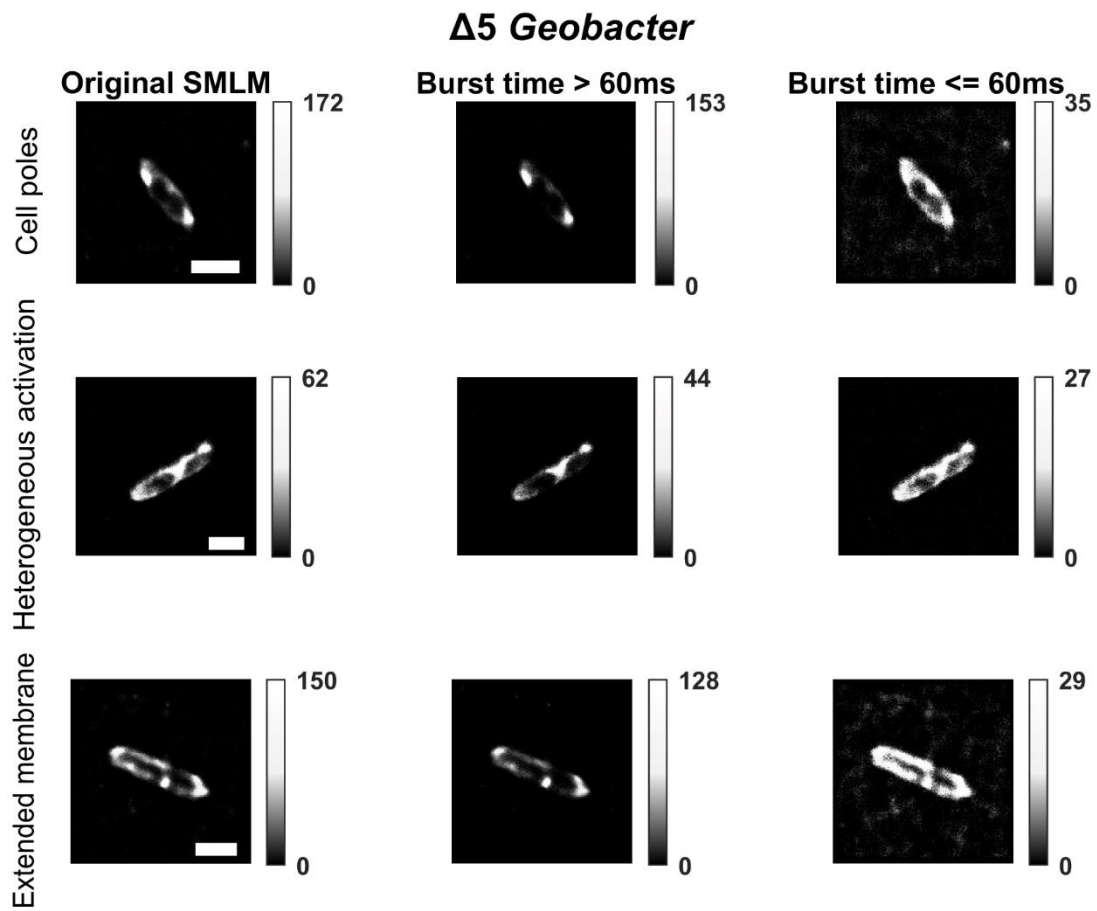 Δ5 Geobacter
Original SMLM
Burst time > 60ms
Burst time <= 60ms
Cell poles
172
0
153
0
35
0
Heterogeneous activation
62
0
44
0
27
0
Extended membrane
150
0
128
0
29
0